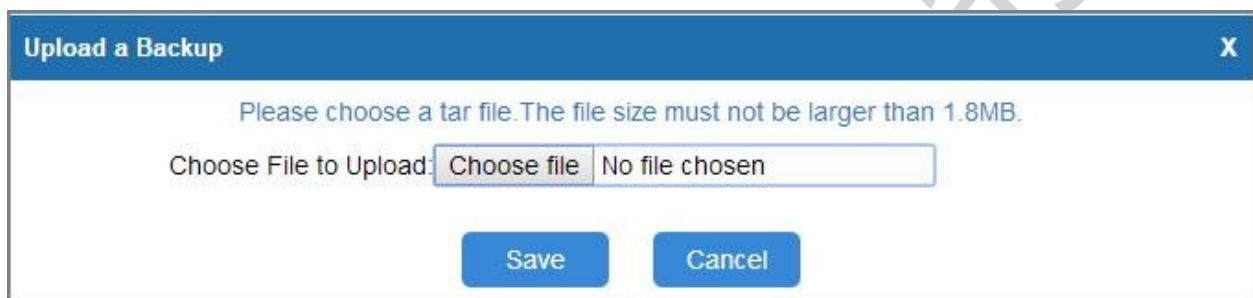 Upload a Backup X
Please choose a tar file.The file size must not be larger than 1.8MB.
Choose File to Upload: Choose file No file chosen
Save Cancel